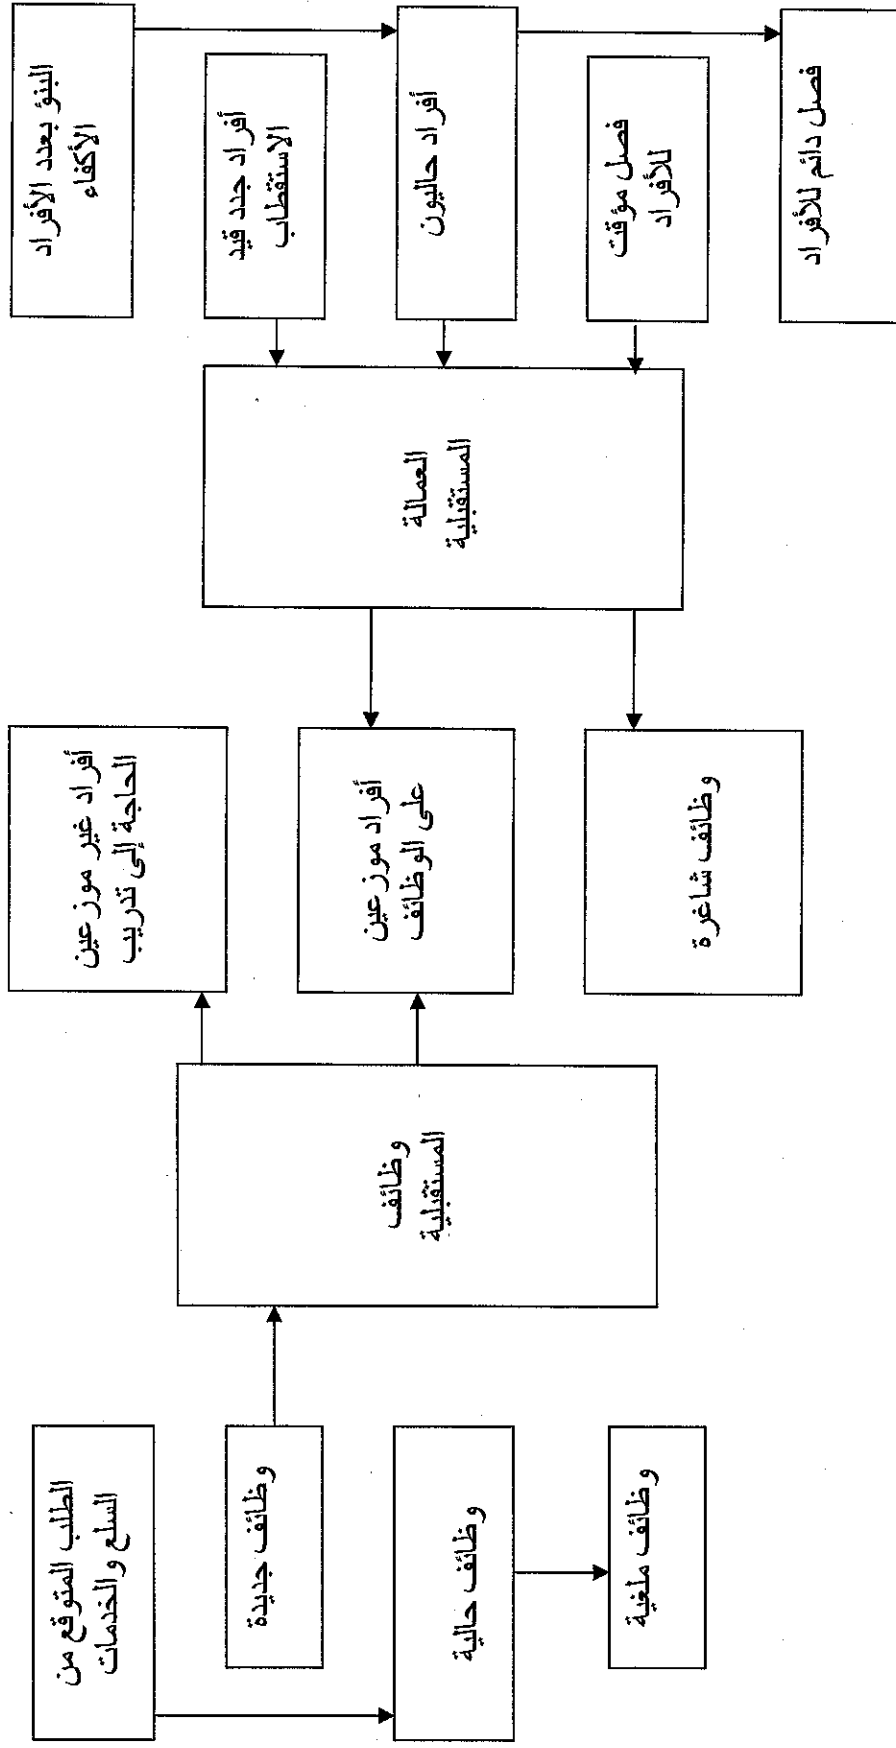 البنؤ بعدد الأفراد
الأكفاء
أفراد جدد قيد
الاستقطاب
أفراد حاليون
فصل مؤقت
للأفراد
فصل دائم للأفراد
العمالة
المستقبلية
أفراد غير موزعين
الحاجة إلى تدريب
أفراد موزعين
على الوظائف
وظائف شاغرة
وظائف
المستقبلية
الطلب المتوقع من
السلع والخدمات
وظائف جديدة
وظائف حالية
وظائف ملغية